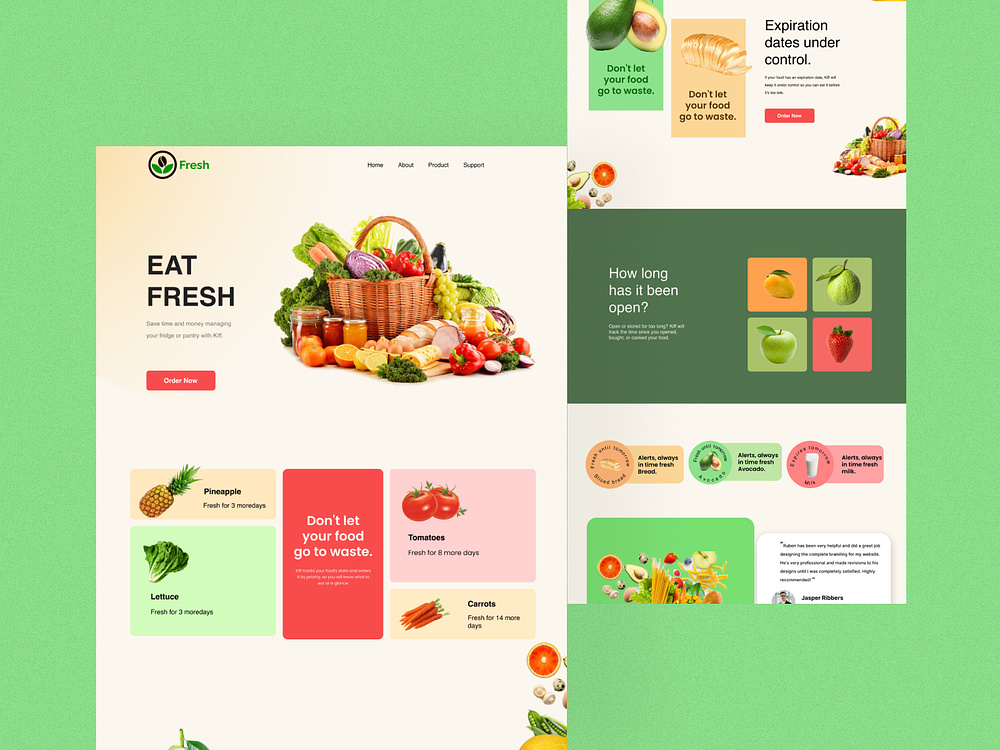 Fresh
Home About Product Support
EAT
FRESH
Save time and money managing
your fridge or pantry with Kifl.
Order Now
Pineapple
Fresh for 3 moredays
Lettuce
Fresh for 3 moredays
Don't let
your food
go to waste.
Kifl tracks your food's state and orders
it by priority, so you will know what to
eat at a glance.
Tomatoes
Fresh for 8 more days
Carrots
Fresh for 14 more
days
Don't let
your food
go to waste.
Don't let
your food
go to waste.
Expiration
dates under
control.
If your food has an expiration date, Kifl will
keep it under control so you can eat it before
it's too late.
Order Now
How long
has it been
open?
Open or stored for too long? Kifl will
track the time since you opened,
bought, or cooked your food.
Fresh until tomorrow
Sliced bread
Alerts, always
in time fresh
Bread.
Fresh until tomorrow
Avocado
Alerts, always
in time fresh
Avocado.
Expires tomorrow
Milk
Alerts, always
in time fresh
milk.
"Ruben has been very helpful and did a great job
designing the complete branding for my website.
He's very professional and made revisions to his
designs until I was completely satisfied. Highly
recommended! "
Jasper Ribbers